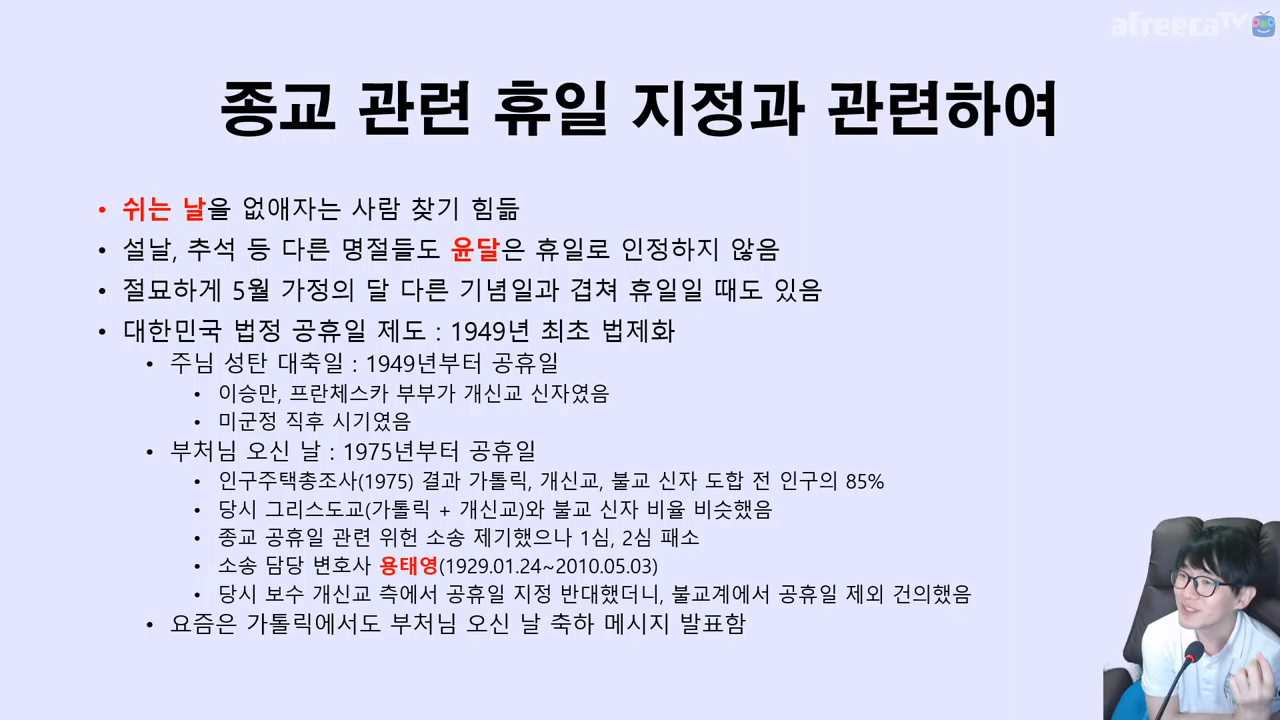 afreecaTV
종교 관련 휴일 지정과 관련하여
• 쉬는 날을 없애자는 사람 찾기 힘듦
• 설날, 추석 등 다른 명절들도 윤달은 휴일로 인정하지 않음
• 절묘하게 5월 가정의 달 다른 기념일과 겹쳐 휴일일 때도 있음
• 대한민국 법정 공휴일 제도 : 1949년 최초 법제화
• 주님 성탄 대축일 : 1949년부터 공휴일
• 이승만, 프란체스카 부부가 개신교 신자였음
• 미군정 직후 시기였음
• 부처님 오신 날 : 1975년부터 공휴일
• 인구주택총조사(1975) 결과 가톨릭, 개신교, 불교 신자 도합 전 인구의 85%
• 당시 그리스도교(가톨릭 + 개신교)와 불교 신자 비율 비슷했음
• 종교 공휴일 관련 위헌 소송 제기했으나 1심, 2심 패소
• 소송 담당 변호사 용태영(1929.01.24~2010.05.03)
• 당시 보수 개신교 측에서 공휴일 지정 반대했더니, 불교계에서 공휴일 제외 건의했음
• 요즘은 가톨릭에서도 부처님 오신 날 축하 메시지 발표함